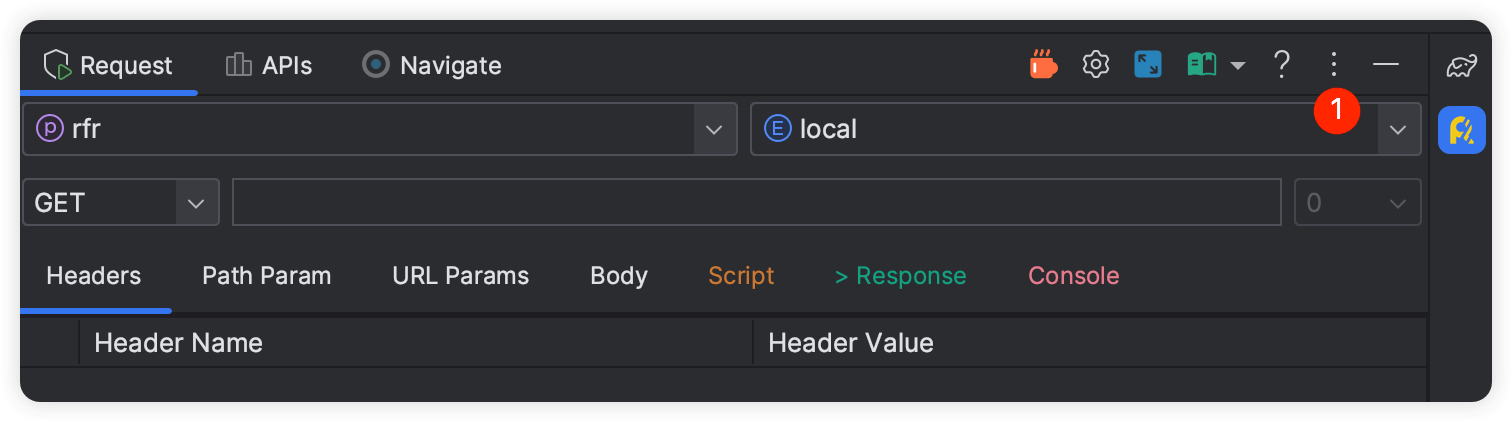 Request APIs Navigate ?
1
P rfr E local
GET 0
Headers Path Param URL Params Body Script > Response Console
Header Name Header Value